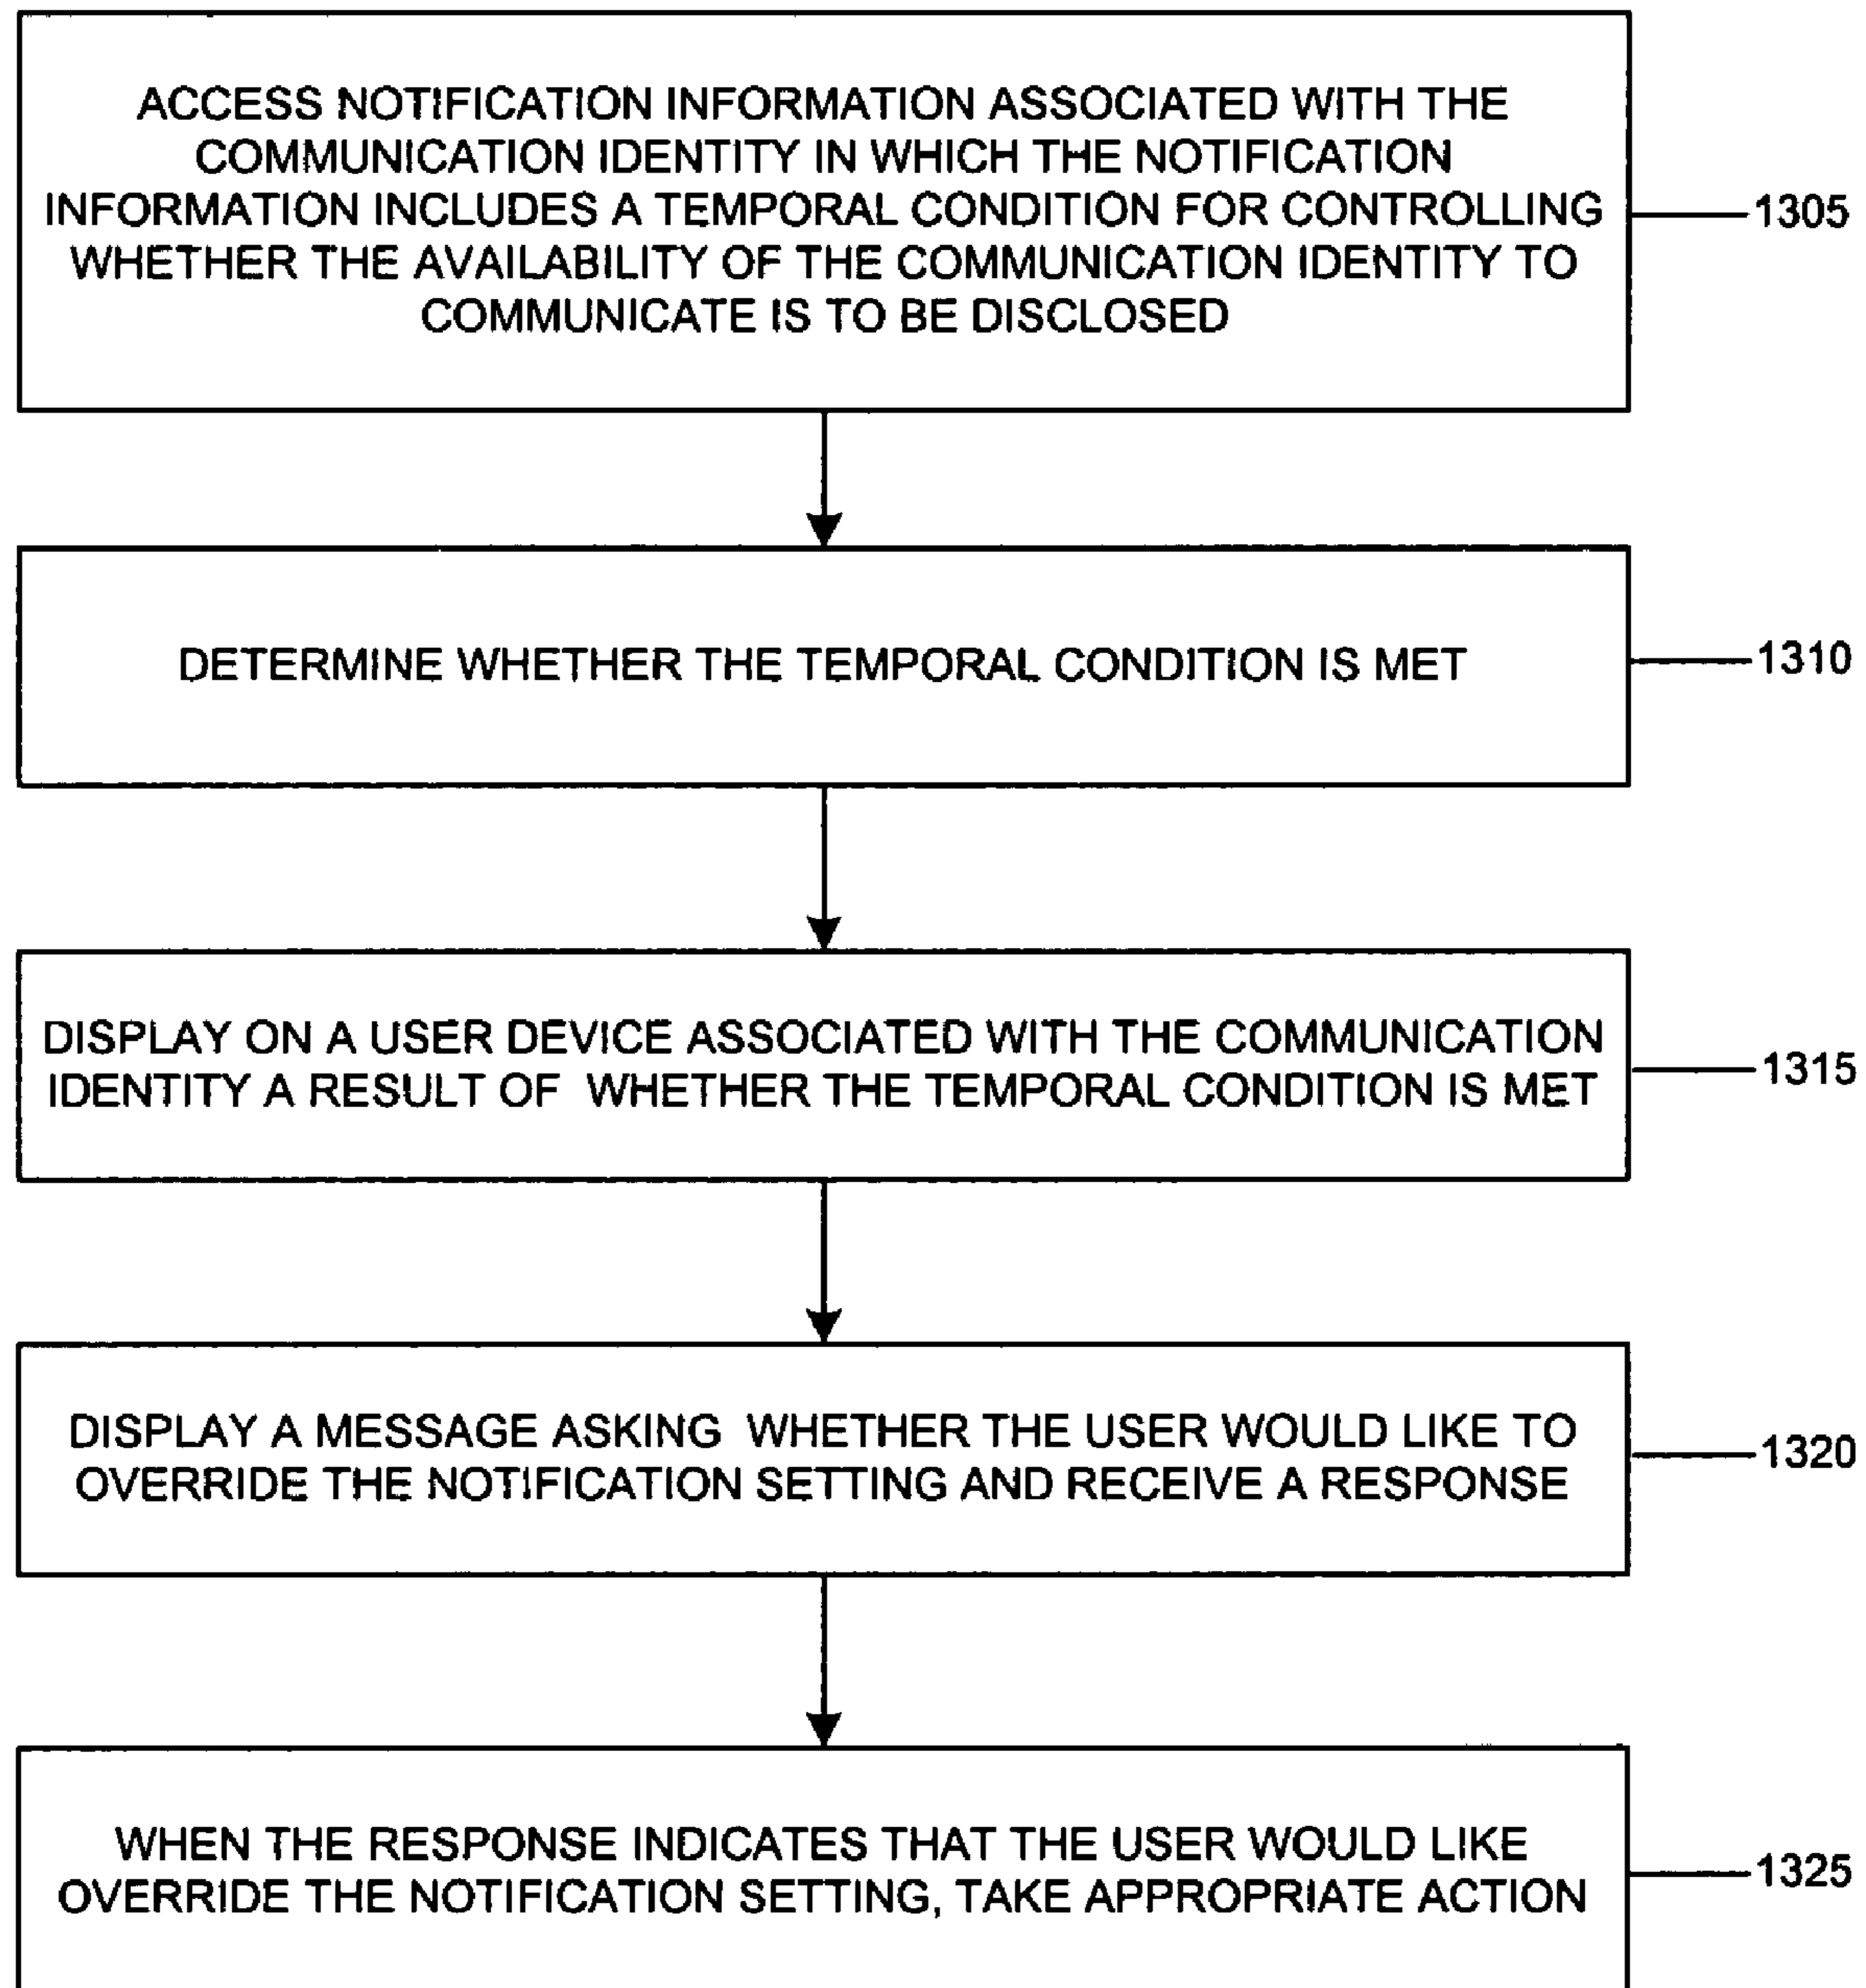 ACCESS NOTIFICATION INFORMATION ASSOCIATED WITH THE
COMMUNICATION IDENTITY IN WHICH THE NOTIFICATION
INFORMATION INCLUDES A TEMPORAL CONDITION FOR CONTROLLING
WHETHER THE AVAILABILITY OF THE COMMUNICATION IDENTITY TO
COMMUNICATE IS TO BE DISCLOSED
1305
DETERMINE WHETHER THE TEMPORAL CONDITION IS MET
1310
DISPLAY ON A USER DEVICE ASSOCIATED WITH THE COMMUNICATION
IDENTITY A RESULT OF WHETHER THE TEMPORAL CONDITION IS MET
1315
DISPLAY A MESSAGE ASKING WHETHER THE USER WOULD LIKE TO
OVERRIDE THE NOTIFICATION SETTING AND RECEIVE A RESPONSE
1320
WHEN THE RESPONSE INDICATES THAT THE USER WOULD LIKE
OVERRIDE THE NOTIFICATION SETTING, TAKE APPROPRIATE ACTION
1325